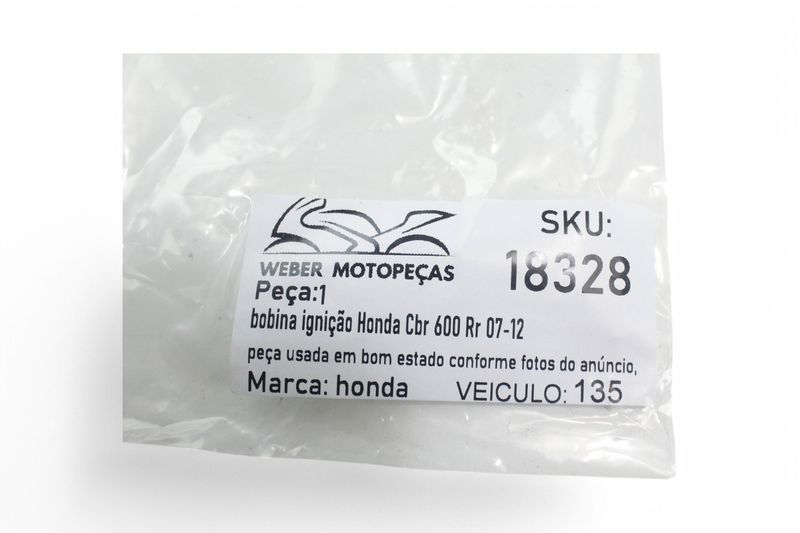 SKU:
18328
WEBER MOTOPEÇAS
Peça:1
bobina ignição Honda Cbr 600 Rr 07-12
peça usada em bom estado conforme fotos do anúncio,
Marca: honda VEICULO: 135